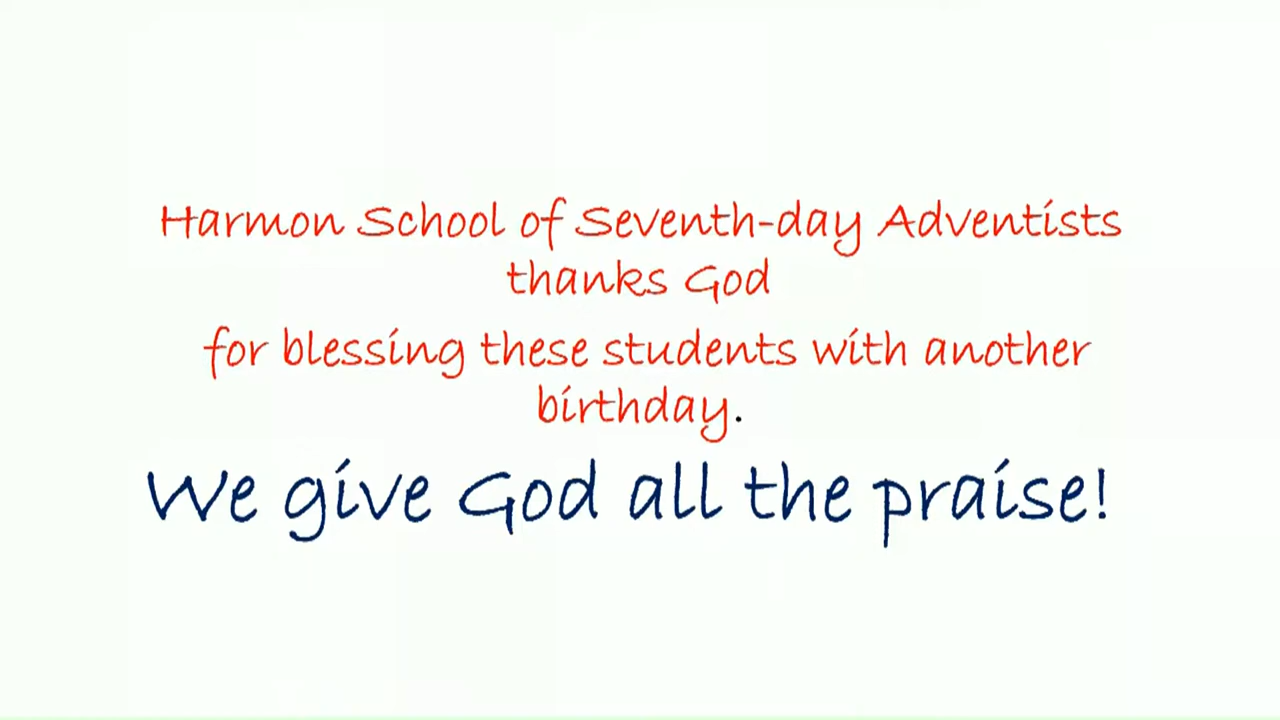 Harmon School of Seventh-day Adventists
thanks God
for blessing these students with another
birthday.
We give God all the praise!